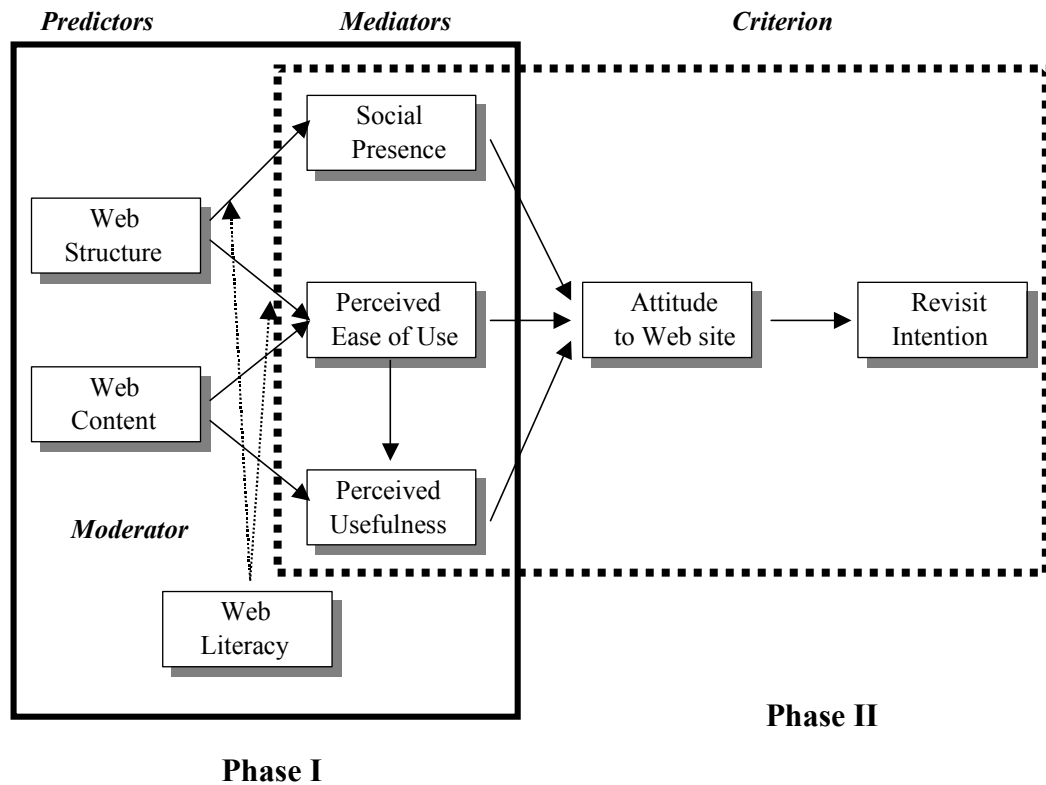 Predictors
Mediators
Criterion
Social
Presence
Web
Structure
Perceived
Ease of Use
Attitude
to Web site
Revisit
Intention
Web
Content
Perceived
Usefulness
Moderator
Web
Literacy
Phase II
Phase I